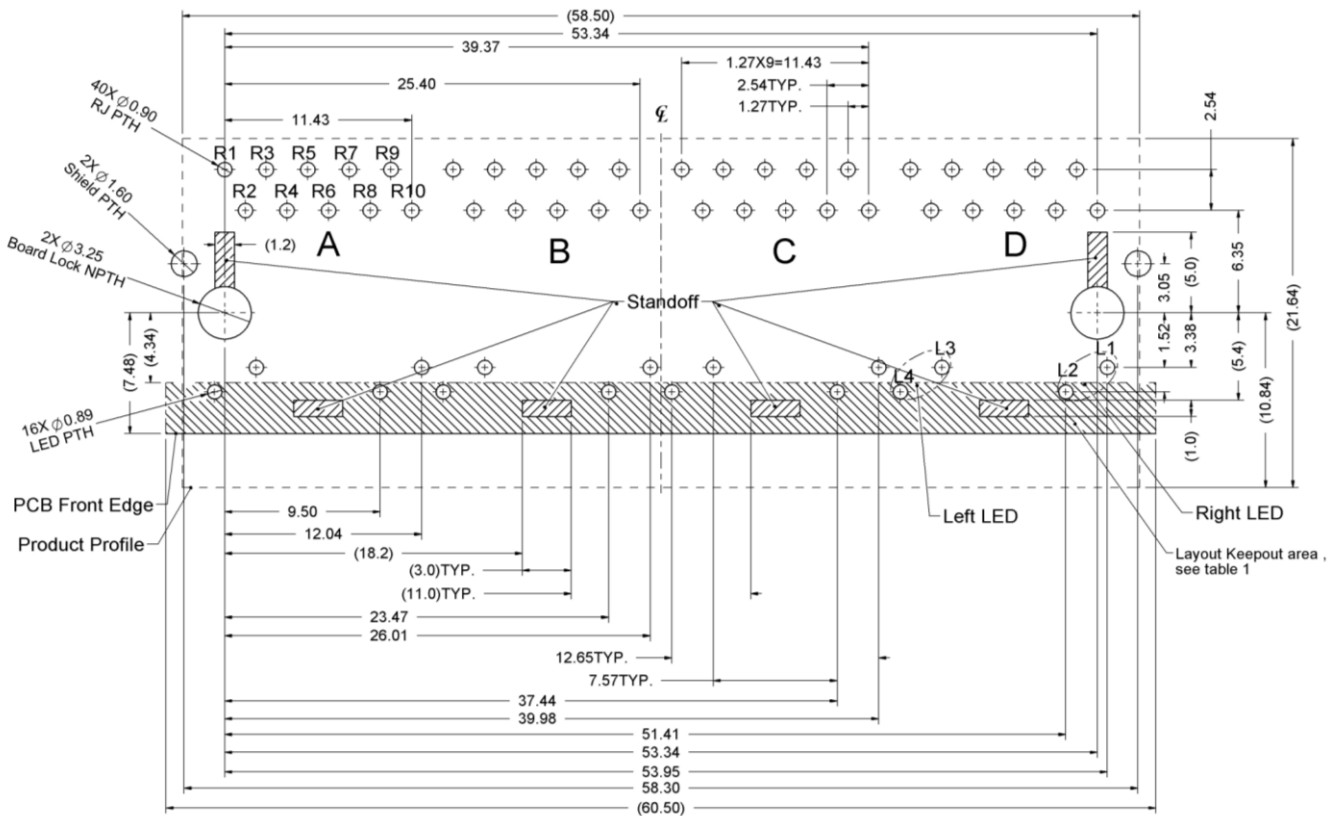 (58.50)
53.34
39.37
1.27X9=11.43
25.40
2.54TYP.
1.27TYP.
11.43
℄
2.54
40X ⌀0.90
RJ PTH
2X ⌀1.60
Shield PTH
2X ⌀3.25
Board Lock NPTH
R1 R3 R5 R7 R9
R2 R4 R6 R8 R10
A B C D
(1.2)
Standoff
6.35
(5.0)
3.05
(21.64)
(7.48)
(4.34)
1.52
3.38
(5.4)
(10.84)
(1.0)
L3
L4
L1
L2
16X ⌀0.89
LED PTH
PCB Front Edge
Product Profile
Left LED
Right LED
Layout Keepout area ,
see table 1
9.50
12.04
(18.2)
(3.0)TYP.
(11.0)TYP.
23.47
26.01
12.65TYP.
7.57TYP.
37.44
39.98
51.41
53.34
53.95
58.30
(60.50)